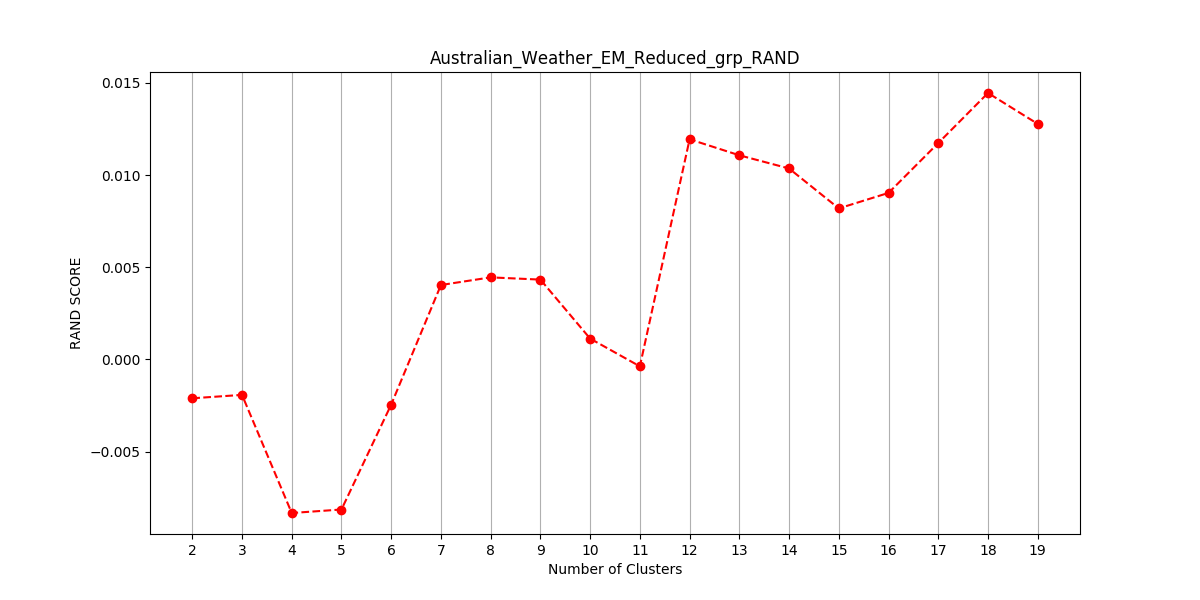 Australian_Weather_EM_Reduced_grp_RAND
0.015
0.010
0.005
0.000
−0.005
RAND SCORE
2 3 4 5 6 7 8 9 10 11 12 13 14 15 16 17 18 19
Number of Clusters